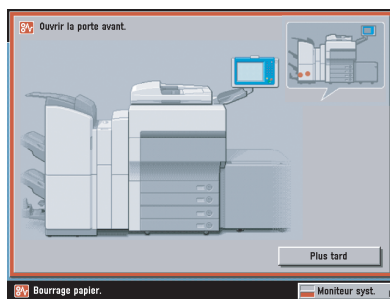 Ouvrir la porte avant.
Plus tard
Bourrage papier.
Moniteur syst.